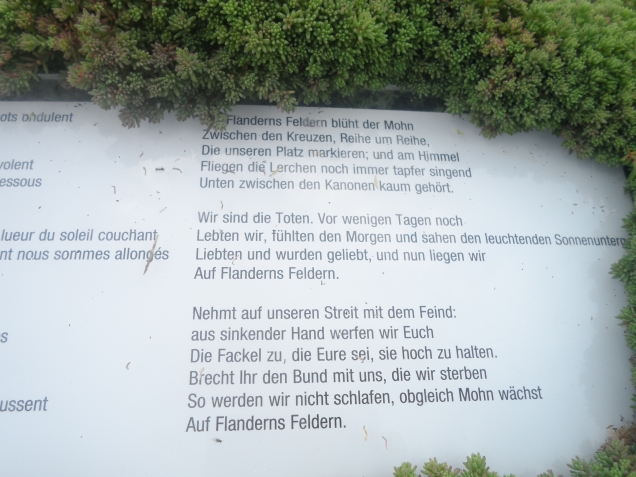 ots ondulent
volent
essous
lueur du soleil couchant
nt nous sommes allongés
s
ussent
Flanderns Feldern blüht der Mohn
Zwischen den Kreuzen, Reihe um Reihe,
Die unseren Platz markieren; und am Himmel
Fliegen die Lerchen noch immer tapfer singend
Unten zwischen den Kanonen kaum gehört.
Wir sind die Toten. Vor wenigen Tagen noch
Lebten wir, fühlten den Morgen und sahen den leuchtenden Sonnenunterg
Liebten und wurden geliebt, und nun liegen wir
Auf Flanderns Feldern.
Nehmt auf unseren Streit mit dem Feind:
aus sinkender Hand werfen wir Euch
Die Fackel zu, die Eure sei, sie hoch zu halten.
Brecht Ihr den Bund mit uns, die wir sterben
So werden wir nicht schlafen, obgleich Mohn wächst
Auf Flanderns Feldern.